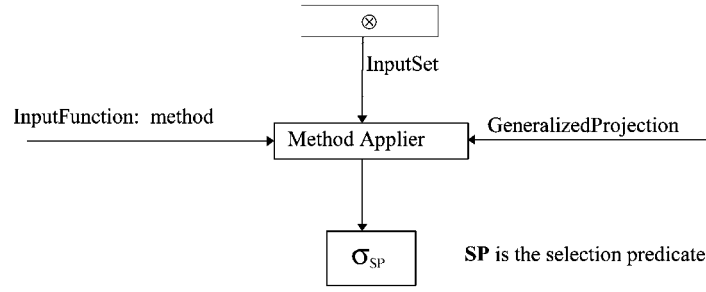 ⊗
InputSet
InputFunction: method
Method Applier
GeneralizedProjection
σSP
SP is the selection predicate